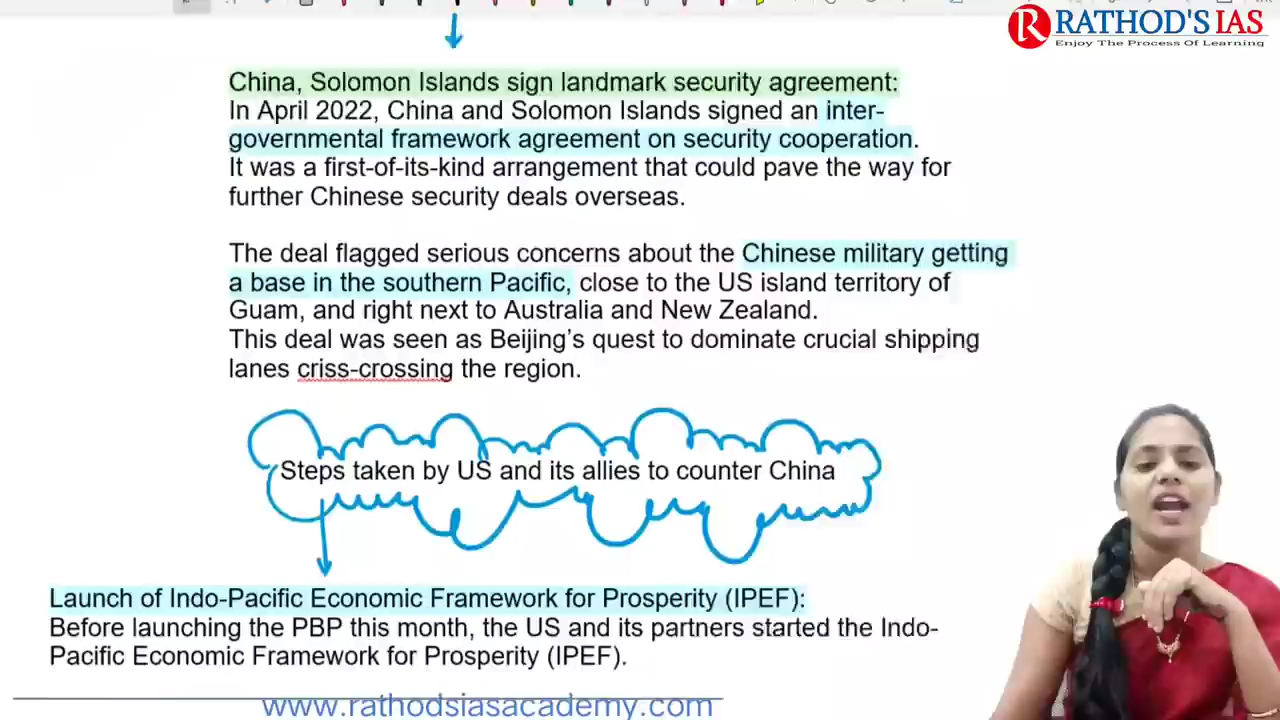 RATHOD'S IAS
Enjoy The Process Of Learning
China, Solomon Islands sign landmark security agreement:
In April 2022, China and Solomon Islands signed an inter-
governmental framework agreement on security cooperation.
It was a first-of-its-kind arrangement that could pave the way for
further Chinese security deals overseas.
The deal flagged serious concerns about the Chinese military getting
a base in the southern Pacific, close to the US island territory of
Guam, and right next to Australia and New Zealand.
This deal was seen as Beijing’s quest to dominate crucial shipping
lanes criss-crossing the region.
Steps taken by US and its allies to counter China
Launch of Indo-Pacific Economic Framework for Prosperity (IPEF):
Before launching the PBP this month, the US and its partners started the Indo-
Pacific Economic Framework for Prosperity (IPEF).
www.rathodsiasacademy.com